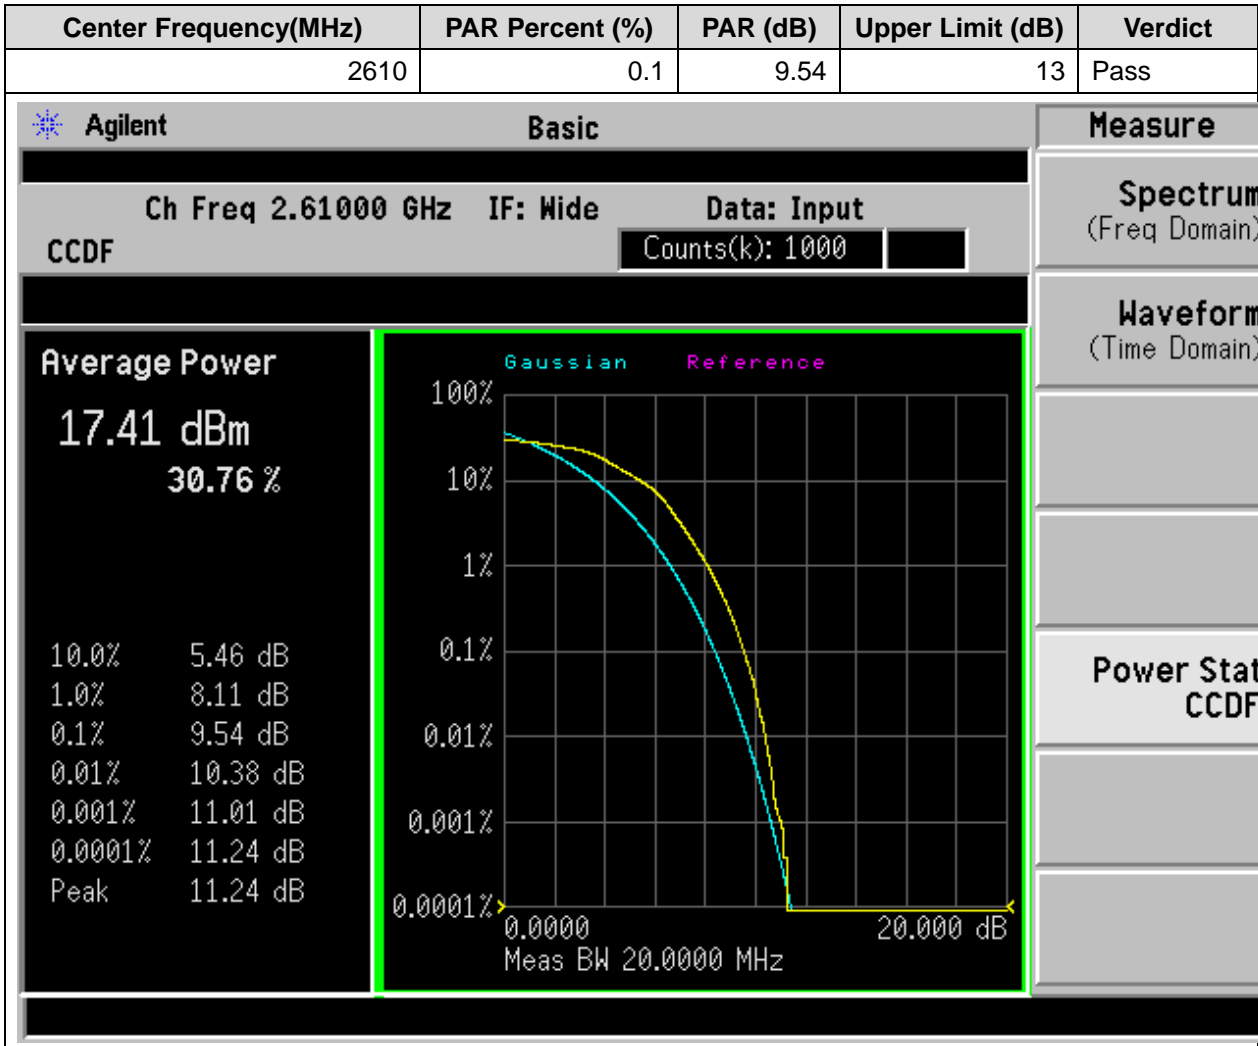 Center Frequency(MHz) PAR Percent (%) PAR (dB) Upper Limit (dB) Verdict
2610 0.1 9.54 13 Pass
Agilent Basic Measure
Ch Freq 2.61000 GHz IF: Wide Data: Input
CCDF Counts(k): 1000
Spectrum
(Freq Domain)
Waveform
(Time Domain)
Power Stat
CCDF
Average Power
17.41 dBm
30.76 %
10.0% 5.46 dB
1.0% 8.11 dB
0.1% 9.54 dB
0.01% 10.38 dB
0.001% 11.01 dB
0.0001% 11.24 dB
Peak 11.24 dB
Gaussian Reference
100%
10%
1%
0.1%
0.01%
0.001%
0.0001%
0.0000 20.000 dB
Meas BW 20.0000 MHz